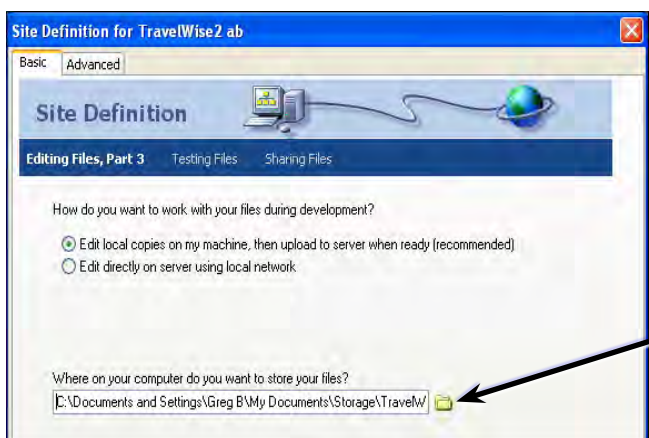 Site Definition for TravelWise2 ab
Basic Advanced
Site Definition
Editing Files, Part 3 Testing Files Sharing Files
How do you want to work with your files during development?
Edit local copies on my machine, then upload to server when ready (recommended)
Edit directly on server using local network
Where on your computer do you want to store your files?
C:\Documents and Settings\Greg B\My Documents\Storage\TravelW